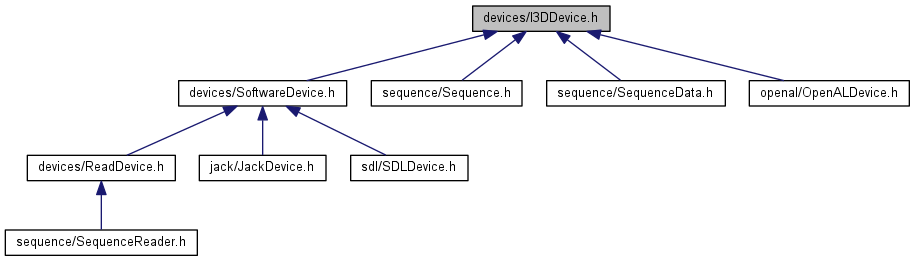 devices/I3DDevice.h
devices/SoftwareDevice.h
sequence/Sequence.h
sequence/SequenceData.h
openal/OpenALDevice.h
devices/ReadDevice.h
jack/JackDevice.h
sdl/SDLDevice.h
sequence/SequenceReader.h